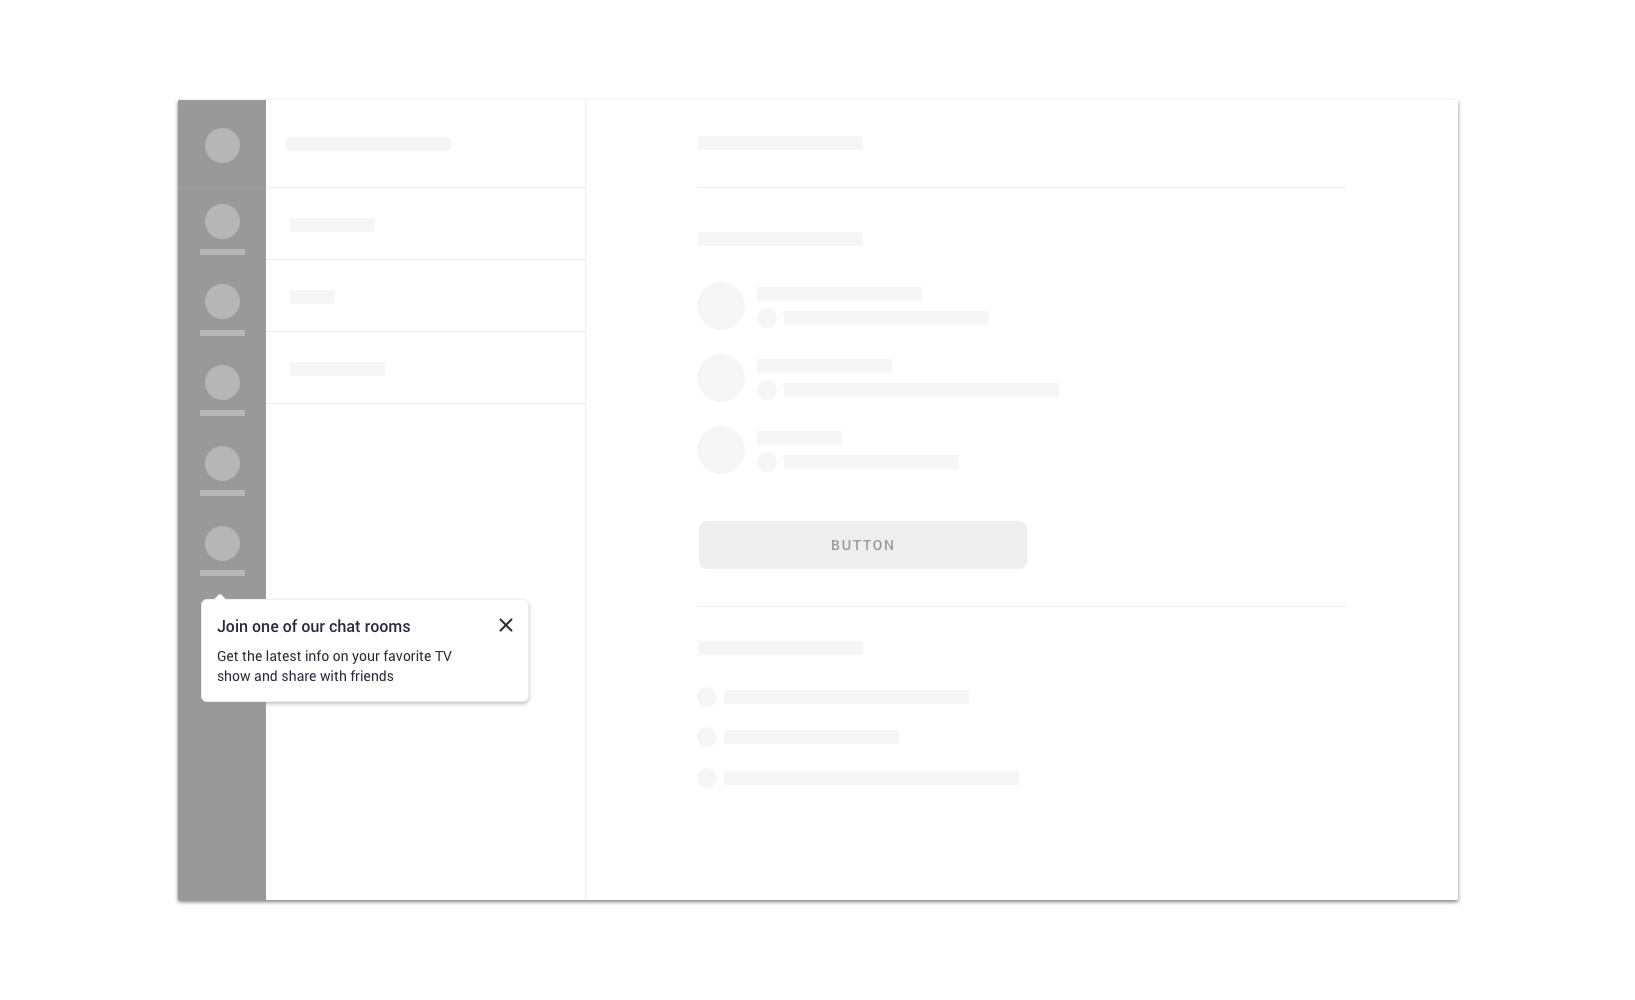 BUTTON
Join one of our chat rooms
Get the latest info on your favorite TV
show and share with friends